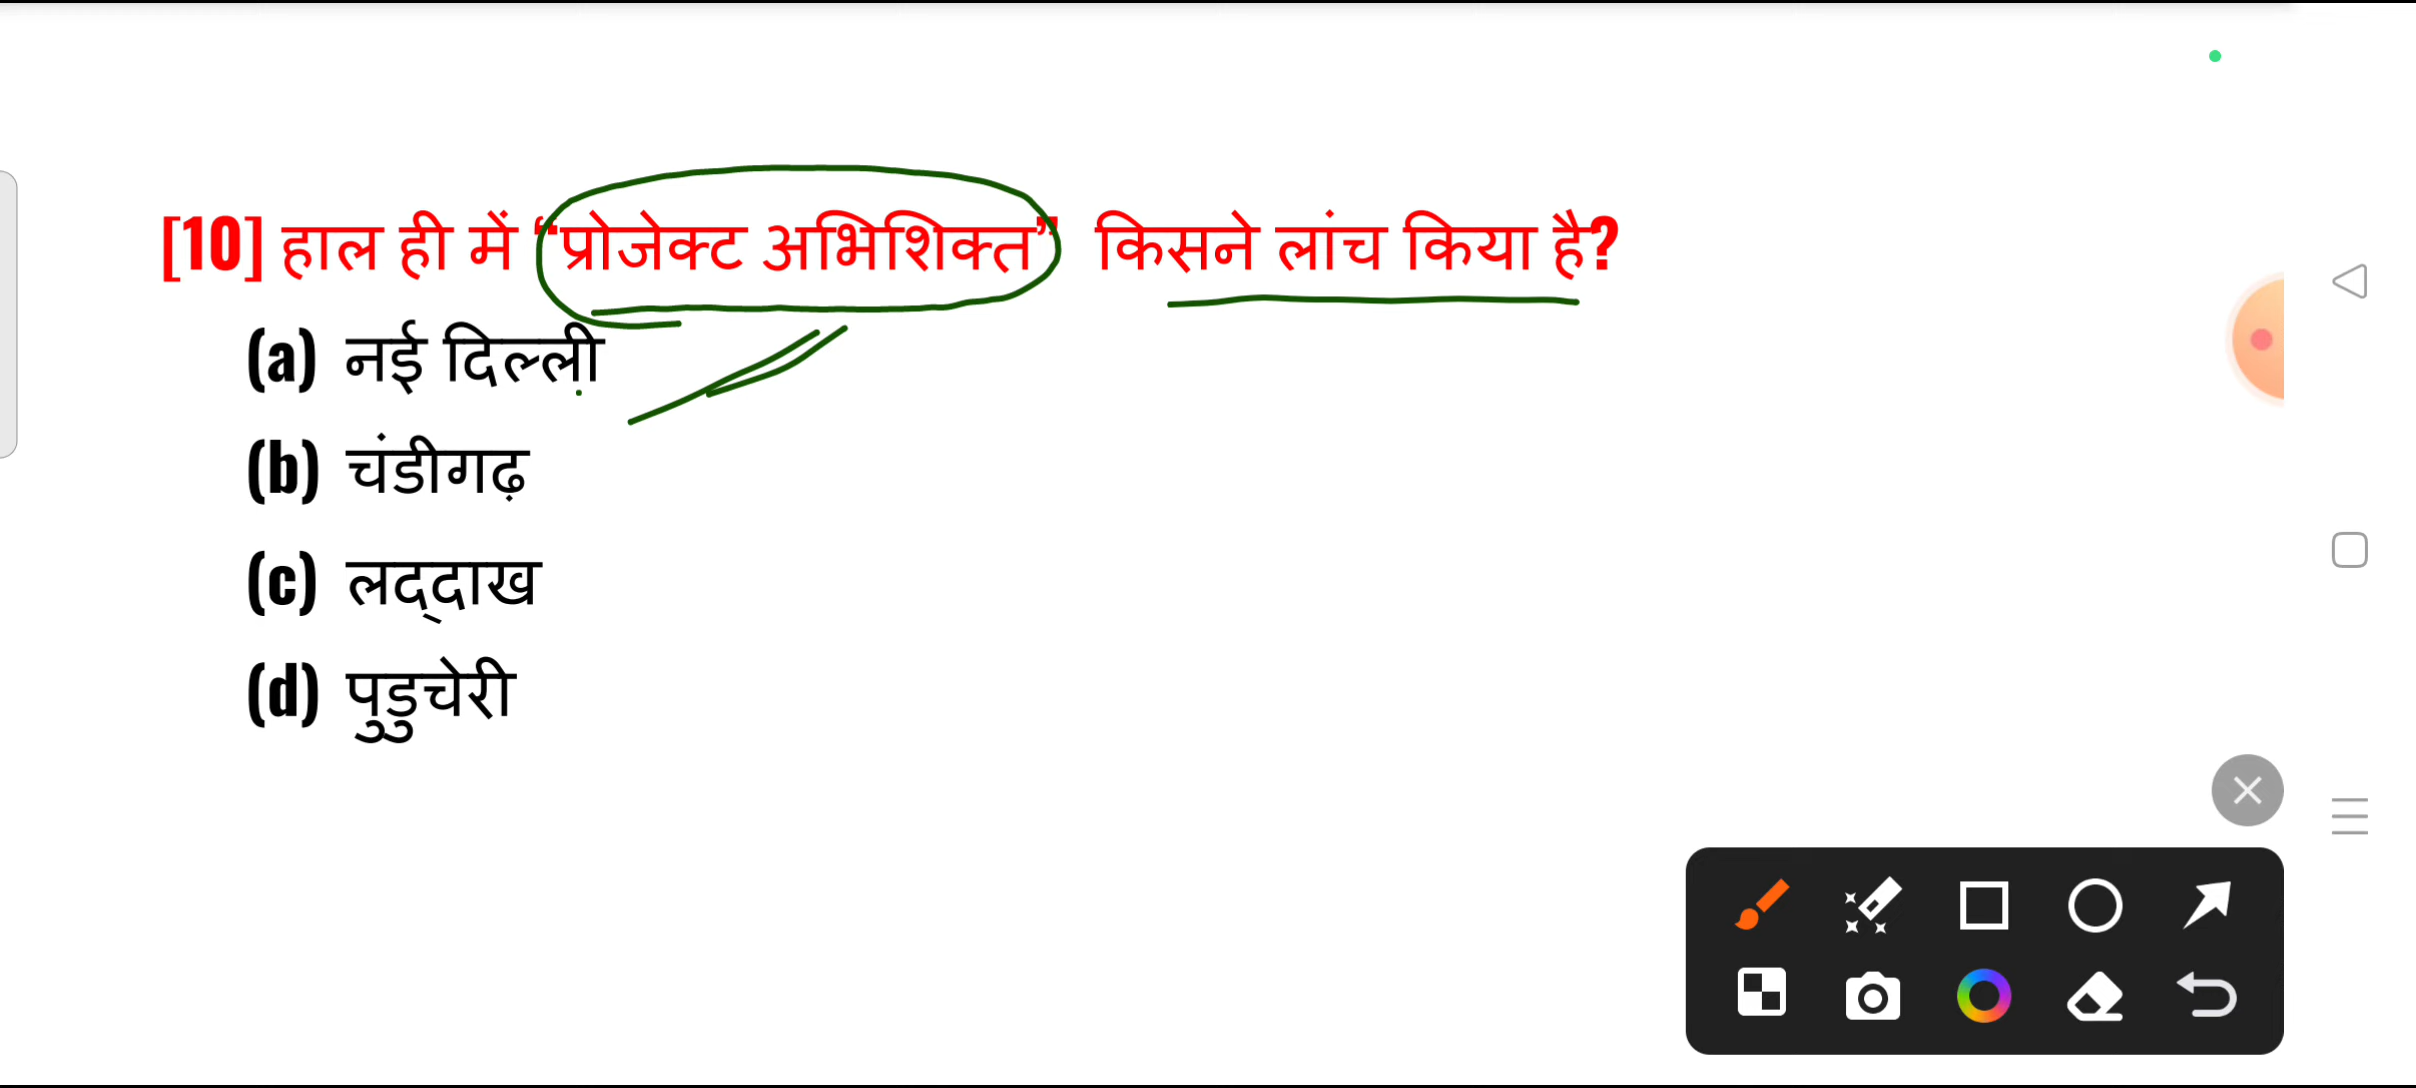 [10] हाल ही में “प्रोजेक्ट अभिशिक्त” किसने लांच किया है?
(a) नई दिल्ली
(b) चंडीगढ़
(c) लद्दाख
(d) पुडुचेरी